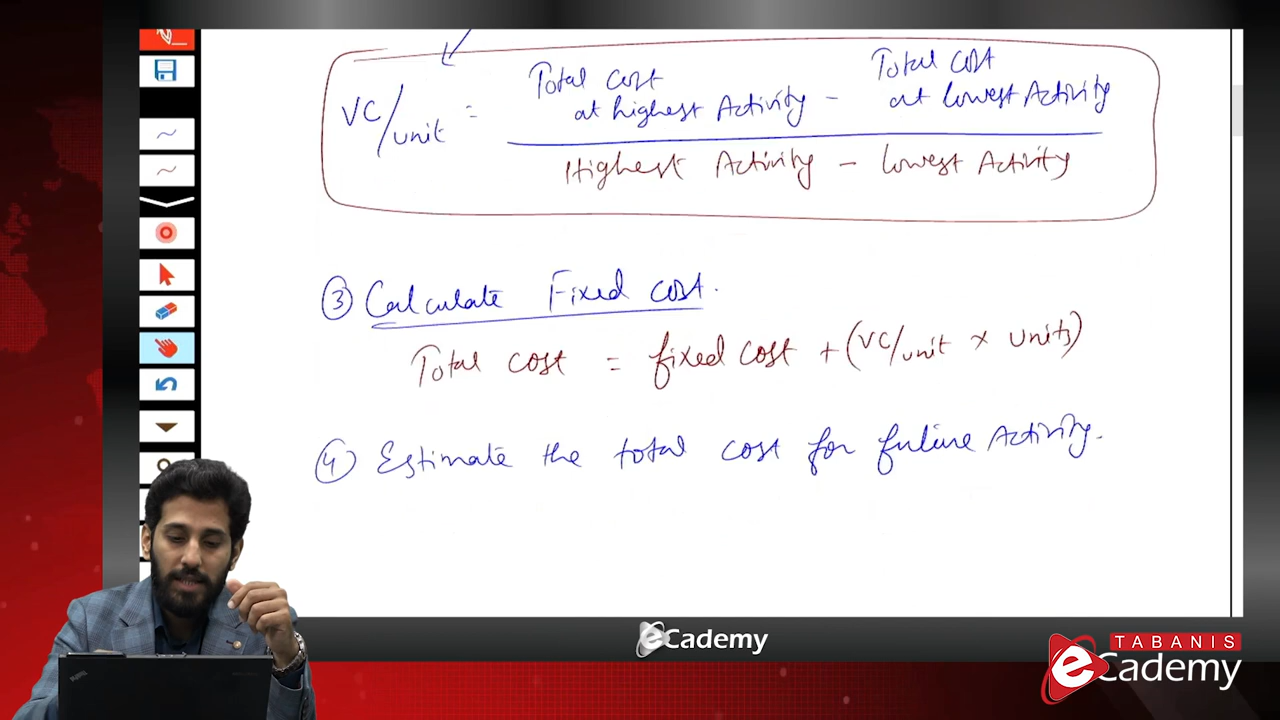 Total cost Total cost
VC/unit = at highest Activity - at lowest Activity
Highest Activity - lowest Activity
③ Calculate Fixed cost.
Total cost = fixed cost + (VC/unit × units)
④ Estimate the total cost for future Activity.
eCademy
TABANIS
eCademy